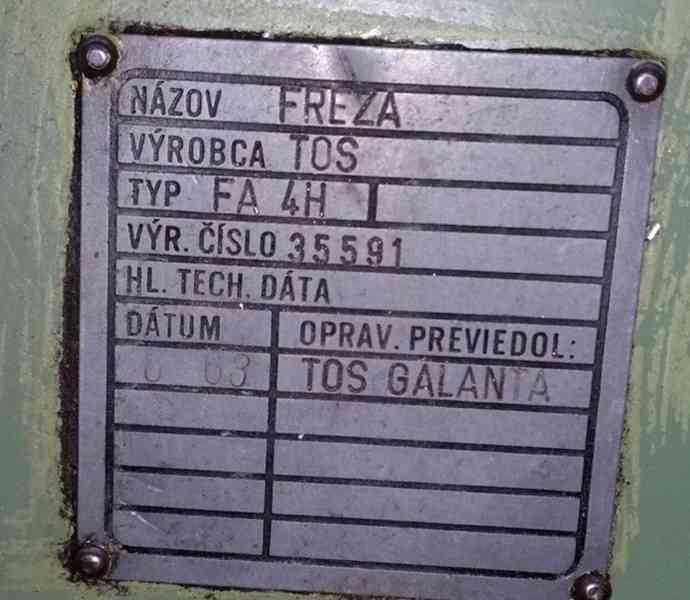 NÁZOV FREZA
VÝROBCA TOS
TYP FA 4H
VÝR. ČÍSLO 35591
HL. TECH. DÁTA
DÁTUM OPRAV. PREVIEDOL:
63 TOS GALANTA